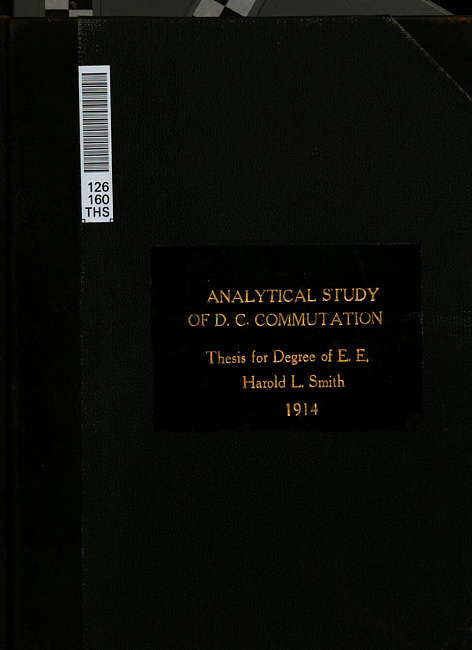 126
160
THS
ANALYTICAL STUDY
OF D. C. COMMUTATION
Thesis for Degree of E. E.
Harold L. Smith
1914